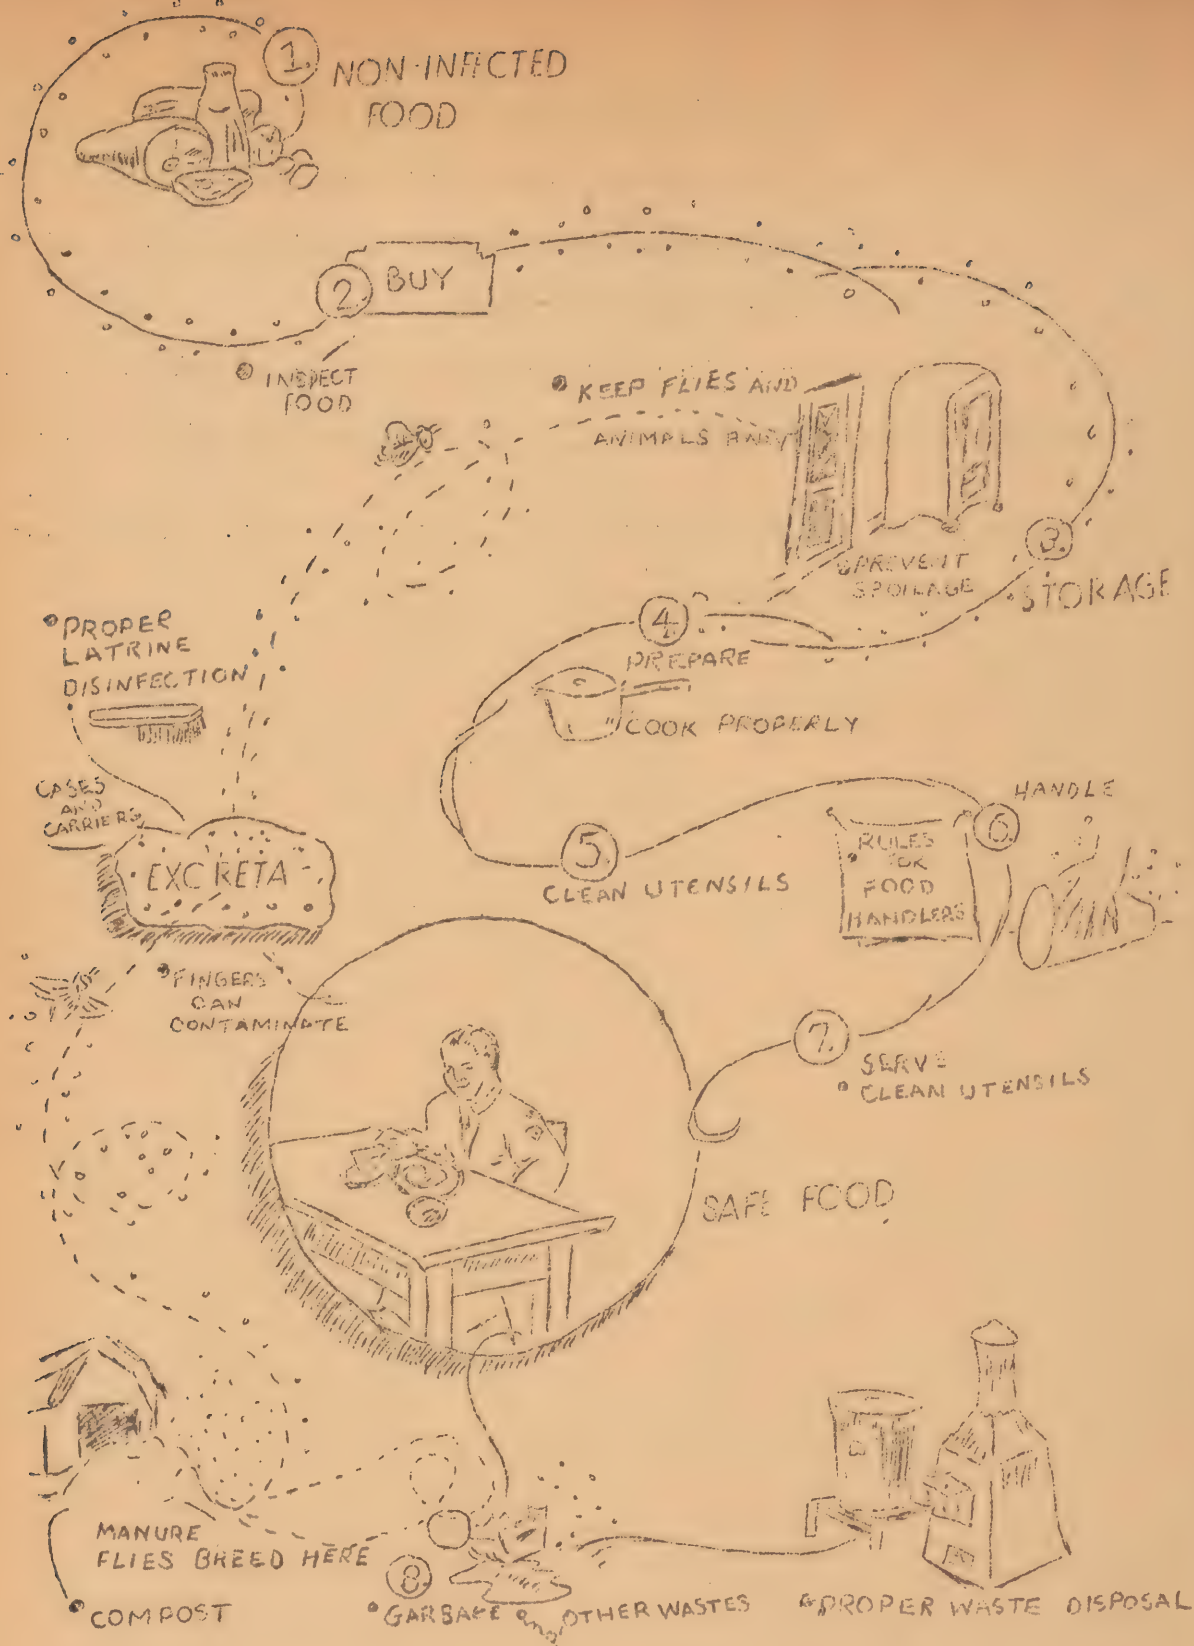 1.
NON-INFECTED
FOOD
2.
BUY
INSPECT
FOOD
KEEP FLIES AND
ANIMALS AWAY
PREVENT
SPOILAGE
3.
STORAGE
PROPER
LATRINE
DISINFECTION
4.
PREPARE
COOK PROPERLY
CASES
AND
CARRIERS
EXCRETA
5.
CLEAN UTENSILS
HANDLE
6.
RULES
FOR
FOOD
HANDLERS
FINGERS
CAN
CONTAMINATE
7.
SERVE
CLEAN UTENSILS
SAFE FOOD
MANURE
FLIES BREED HERE
COMPOST
8.
GARBAGE and OTHER WASTES
PROPER WASTE DISPOSAL